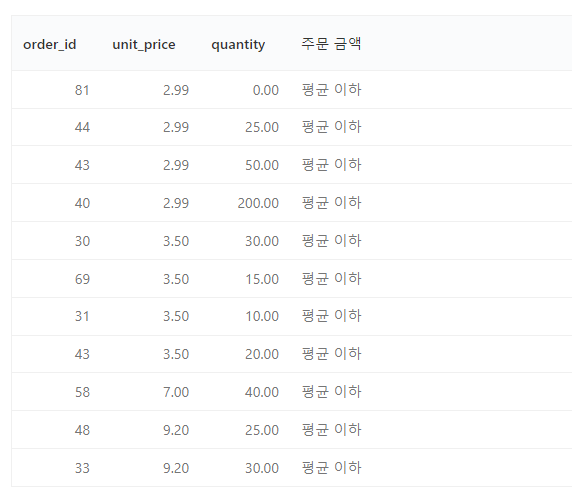 order_id unit_price quantity 주문 금액
81 2.99 0.00 평균 이하
44 2.99 25.00 평균 이하
43 2.99 50.00 평균 이하
40 2.99 200.00 평균 이하
30 3.50 30.00 평균 이하
69 3.50 15.00 평균 이하
31 3.50 10.00 평균 이하
43 3.50 20.00 평균 이하
58 7.00 40.00 평균 이하
48 9.20 25.00 평균 이하
33 9.20 30.00 평균 이하